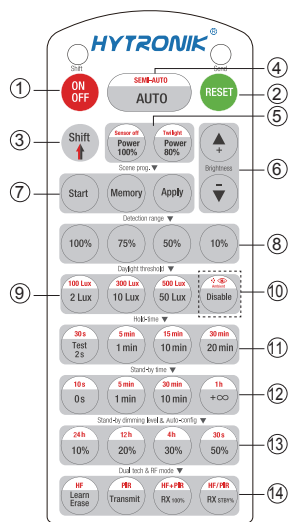 HYTRONIK®
Shift
Send
④
SEMI-AUTO
① ON OFF AUTO RESET ②
⑤
③ Shift
Sensor off Twilight
Power 100% Power 80%
+ Brightness - ⑥
Scene prog. ▼
⑦ Start Memory Apply
Detection range ▼
100% 75% 50% 10% ⑧
Daylight threshold ▼
100 Lux 300 Lux 500 Lux Ambient
⑨ 2 Lux 10 Lux 50 Lux Disable ⑩
Hold-time ▼
30s 5 min 15 min 30 min
Test 2s 1 min 10 min 20 min ⑪
Stand-by time ▼
10s 5 min 30 min 1h
0s 1 min 10 min +∞ ⑫
Stand-by dimming level & Auto-config ▼
24h 12h 4h 30s
10% 20% 30% 50% ⑬
Dual tech & RF mode ▼
HF PIR HF+PIR HF/PIR
Learn Erase Transmit RX 100% RX STBY% ⑭